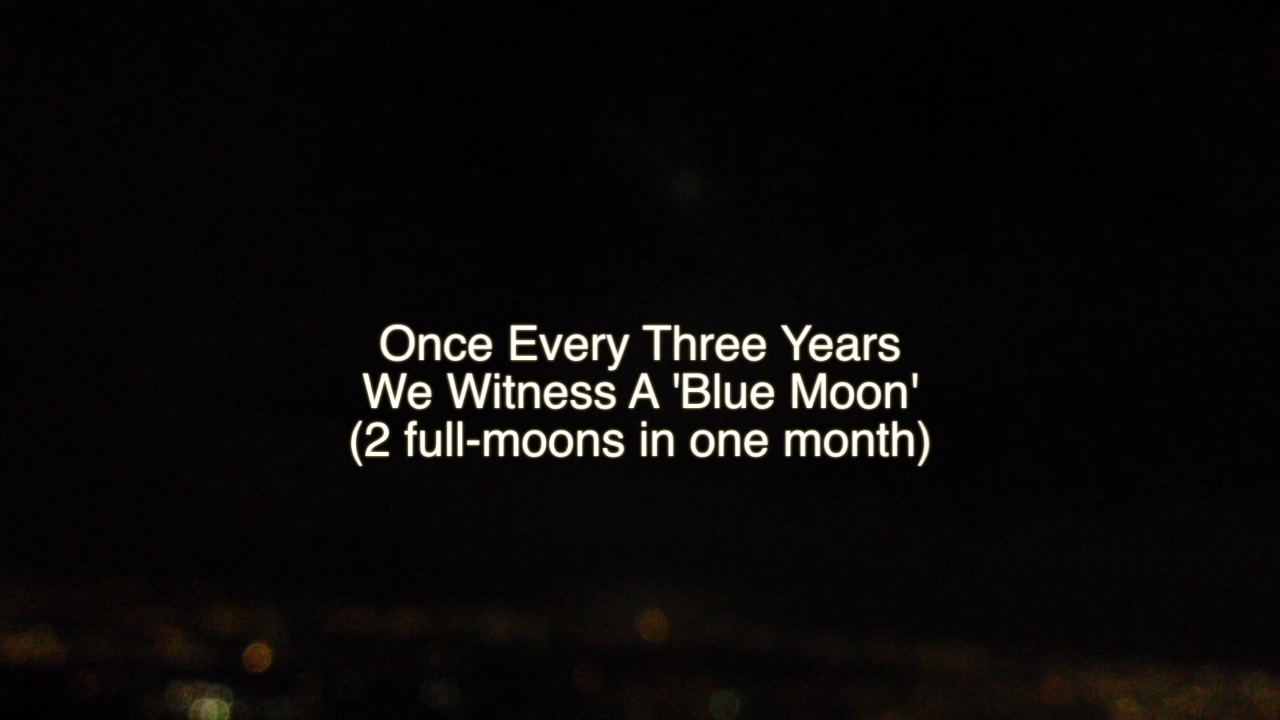 Once Every Three Years
We Witness A 'Blue Moon'
(2 full-moons in one month)